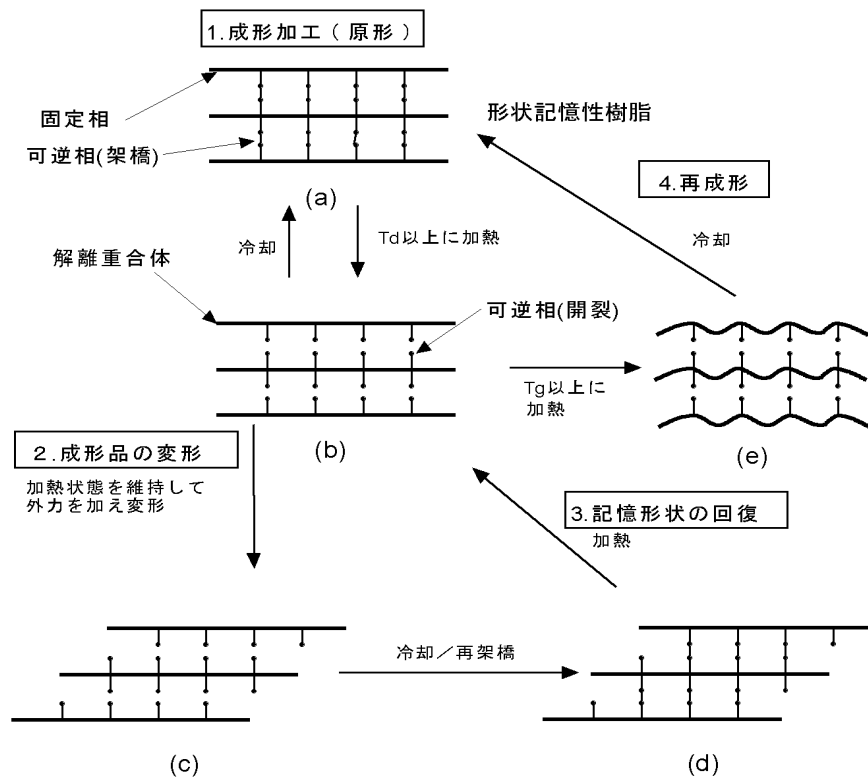 1.成形加工（原形）
固定相
可逆相(架橋)
(a)
形状記憶性樹脂
4.再成形
冷却
Td以上に加熱
冷却
解離重合体
可逆相(開裂)
Tg以上に
加熱
(b)
(e)
2.成形品の変形
加熱状態を維持して
外力を加え変形
3.記憶形状の回復
加熱
冷却／再架橋
(c)
(d)